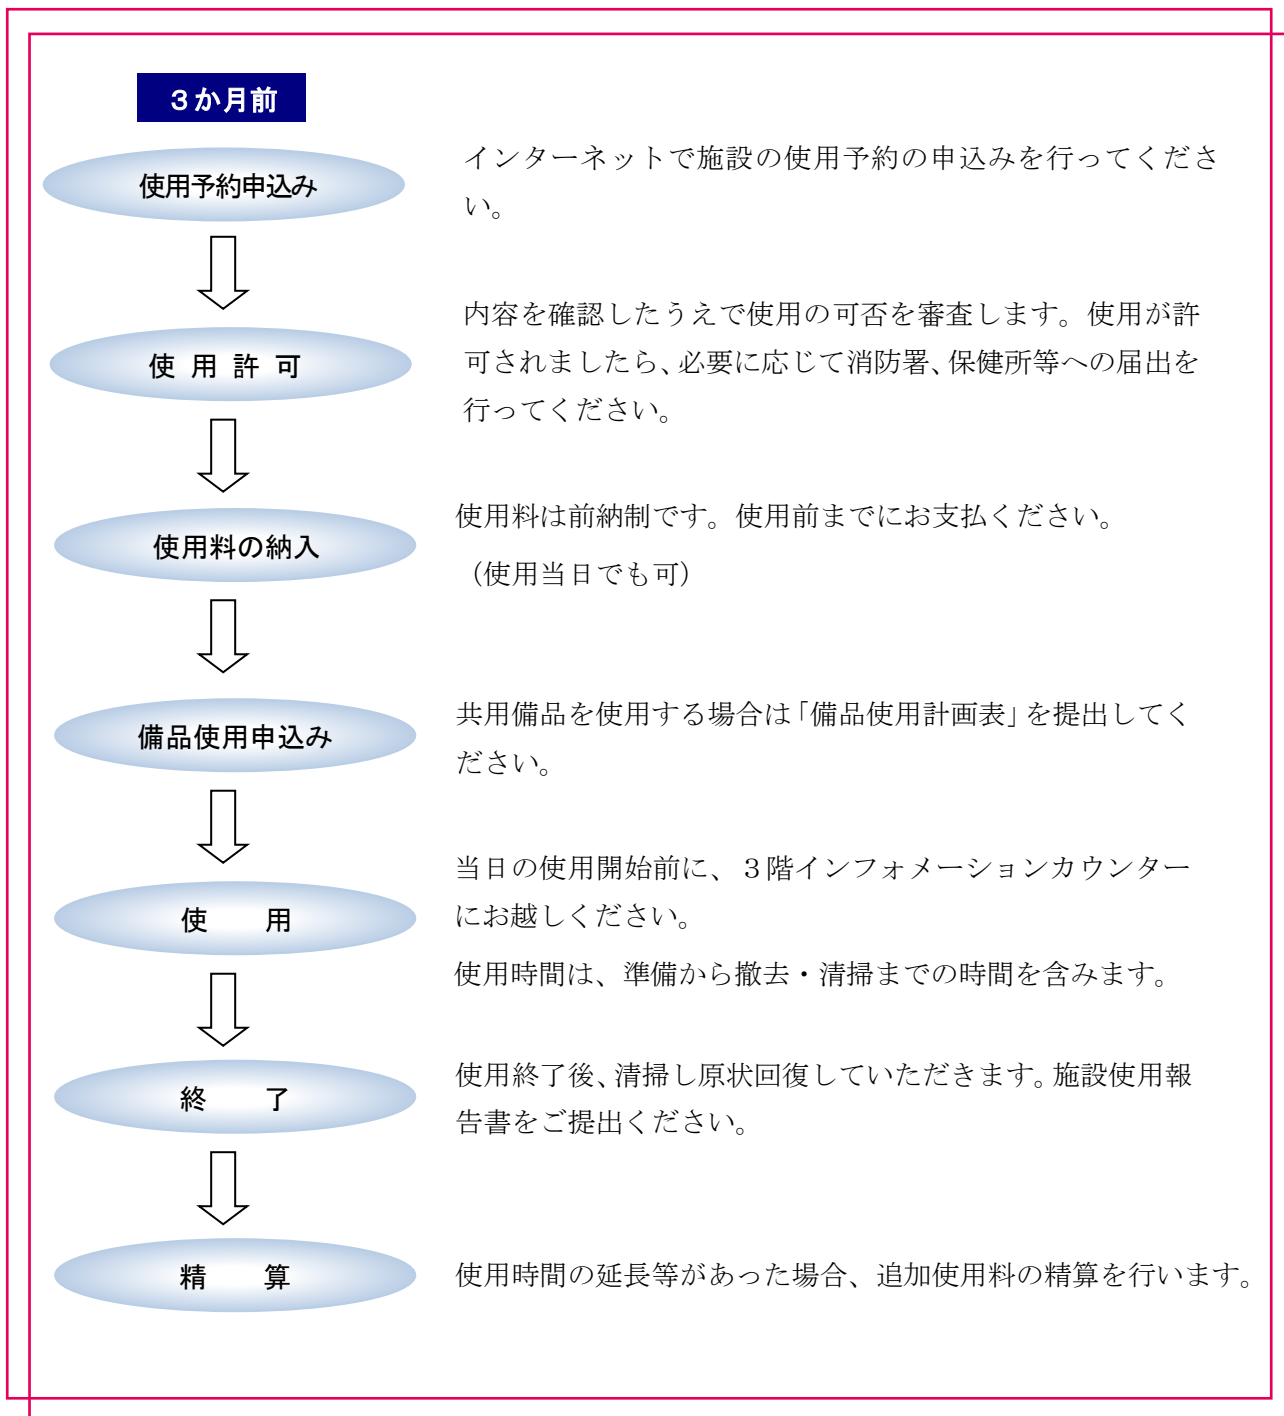 ３か月前
使用予約申込み
インターネットで施設の使用予約の申込みを行ってくださ
い。
使 用 許 可
内容を確認したうえで使用の可否を審査します。使用が許
可されましたら、必要に応じて消防署、保健所等への届出を
行ってください。
使用料の納入
使用料は前納制です。使用前までにお支払ください。
（使用当日でも可）
備品使用申込み
共用備品を使用する場合は「備品使用計画表」を提出してく
ださい。
使　　用
当日の使用開始前に、３階インフォメーションカウンター
にお越しください。
使用時間は、準備から撤去・清掃までの時間を含みます。
終　　了
使用終了後、清掃し原状回復していただきます。施設使用報
告書をご提出ください。
精　　算
使用時間の延長等があった場合、追加使用料の精算を行います。